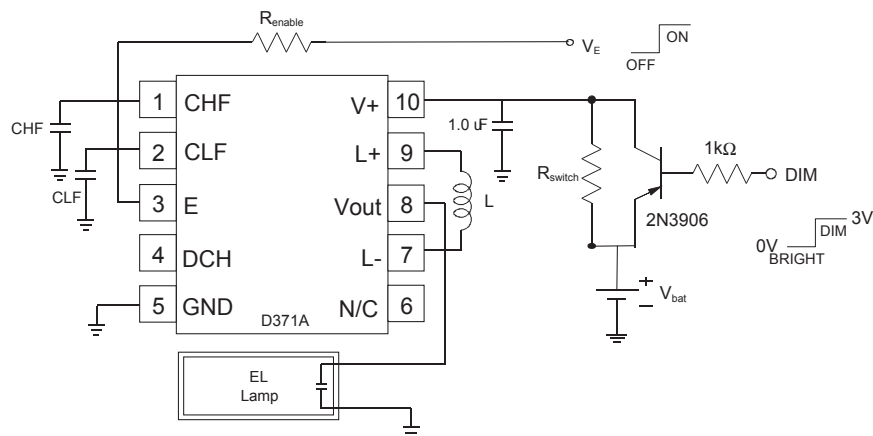 Renable
VE
ON
OFF
1 CHF
V+ 10
CHF
1.0 uF
1kΩ
2 CLF
L+ 9
DIM
Rswitch
CLF
L
3 E
Vout 8
2N3906
3V
0V
DIM
BRIGHT
4 DCH
L- 7
+
Vbat
−
5 GND
N/C 6
D371A
EL
Lamp